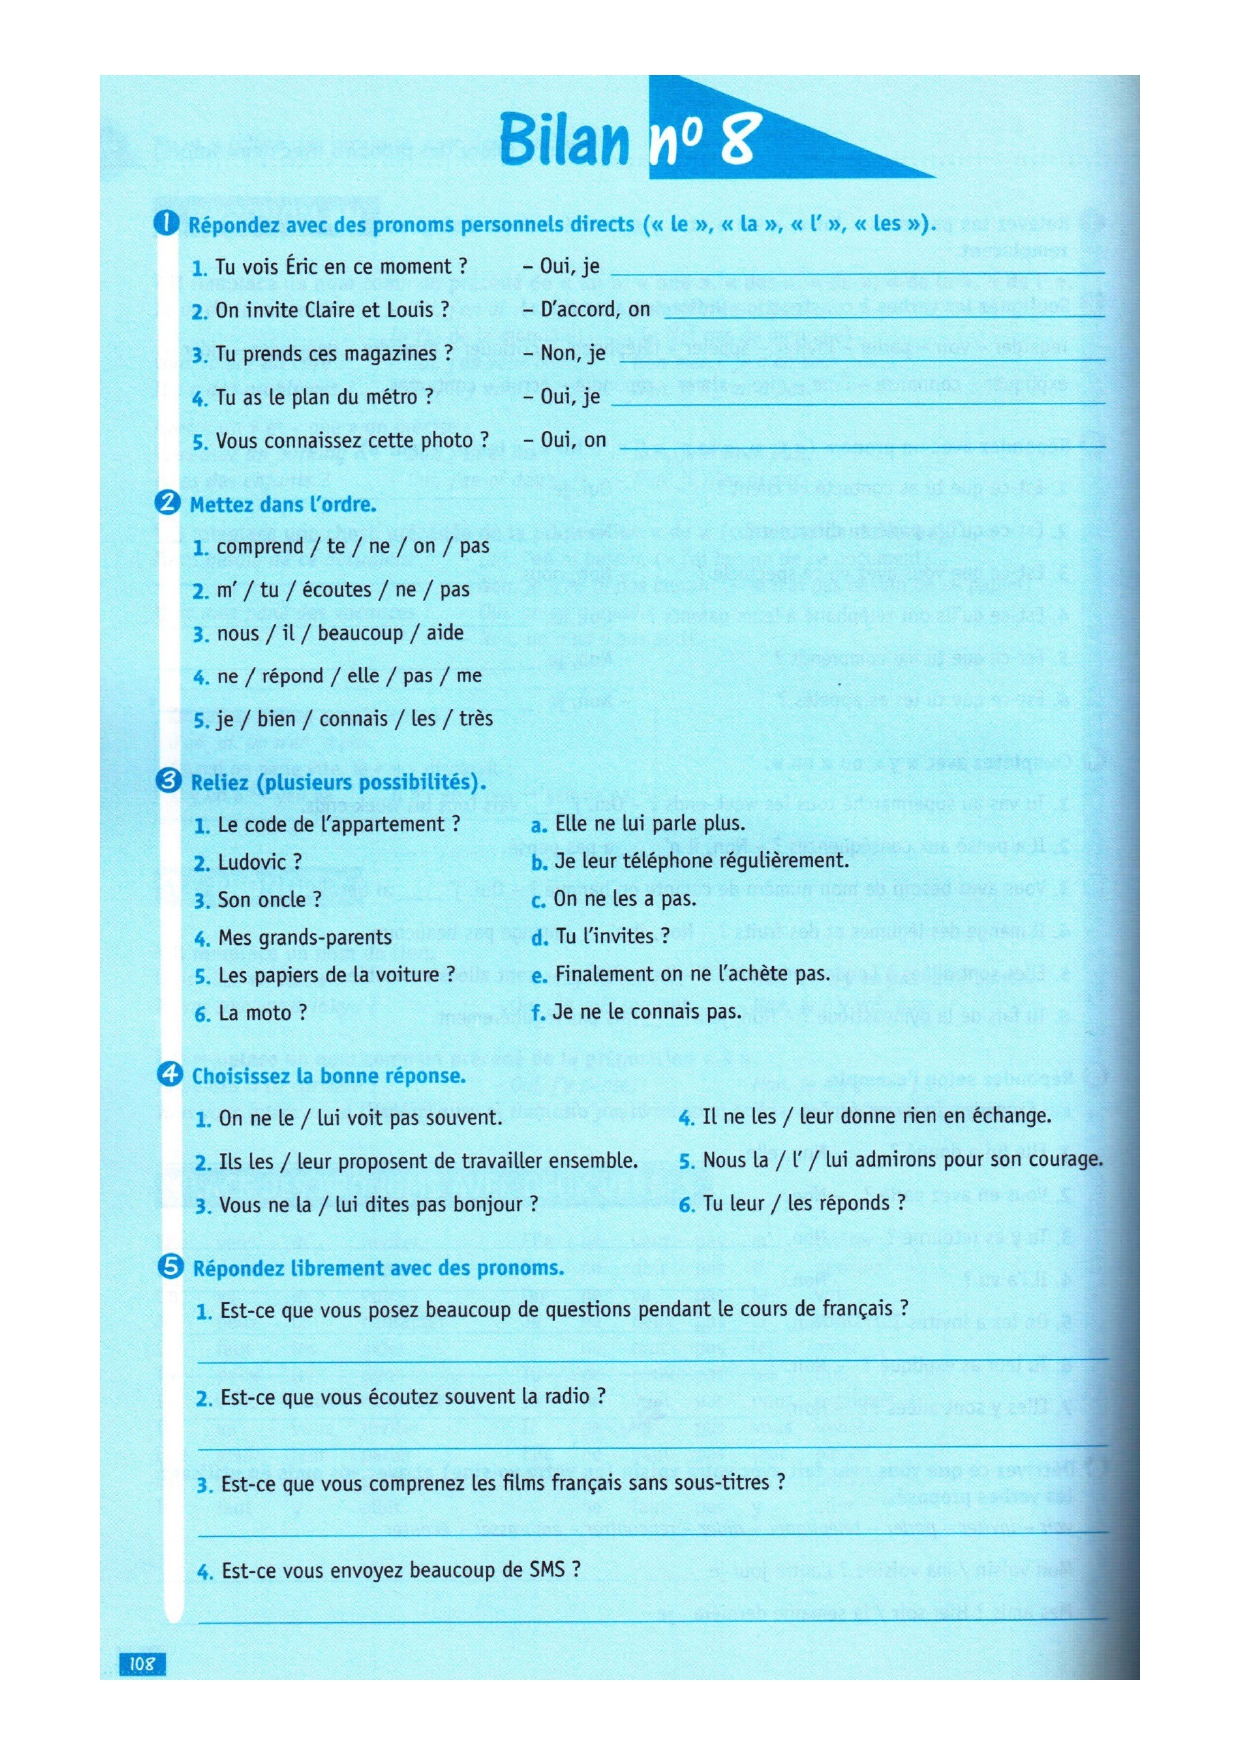 Bilan nº 8
1 Répondez avec des pronoms personnels directs (« le », « la », « l' », « les »).
1. Tu vois Éric en ce moment ? – Oui, je
2. On invite Claire et Louis ? – D'accord, on
3. Tu prends ces magazines ? – Non, je
4. Tu as le plan du métro ? – Oui, je
5. Vous connaissez cette photo ? – Oui, on
2 Mettez dans l'ordre.
1. comprend / te / ne / on / pas
2. m' / tu / écoutes / ne / pas
3. nous / il / beaucoup / aide
4. ne / répond / elle / pas / me
5. je / bien / connais / les / très
3 Reliez (plusieurs possibilités).
1. Le code de l'appartement ? a. Elle ne lui parle plus.
2. Ludovic ? b. Je leur téléphone régulièrement.
3. Son oncle ? c. On ne les a pas.
4. Mes grands-parents d. Tu l'invites ?
5. Les papiers de la voiture ? e. Finalement on ne l'achète pas.
6. La moto ? f. Je ne le connais pas.
4 Choisissez la bonne réponse.
1. On ne le / lui voit pas souvent. 4. Il ne les / leur donne rien en échange.
2. Ils les / leur proposent de travailler ensemble. 5. Nous la / l' / lui admirons pour son courage.
3. Vous ne la / lui dites pas bonjour ? 6. Tu leur / les réponds ?
5 Répondez librement avec des pronoms.
1. Est-ce que vous posez beaucoup de questions pendant le cours de français ?
2. Est-ce que vous écoutez souvent la radio ?
3. Est-ce que vous comprenez les films français sans sous-titres ?
4. Est-ce vous envoyez beaucoup de SMS ?
108